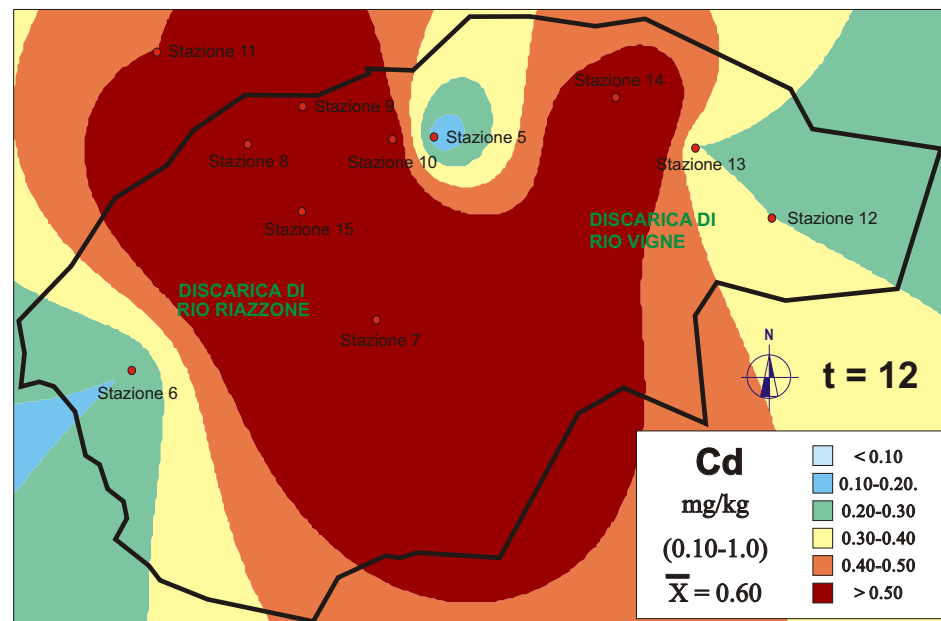 Stazione 11
Stazione 14
Stazione 9
Stazione 5
Stazione 8
Stazione 10
Stazione 13
Stazione 15
DISCARICA DI
RIO VIGNE
Stazione 12
DISCARICA DI
RIO RIAZZONE
Stazione 7
N
t = 12
Stazione 6
Cd
mg/kg
(0.10-1.0)
X̅ = 0.60
< 0.10
0.10-0.20.
0.20-0.30
0.30-0.40
0.40-0.50
> 0.50